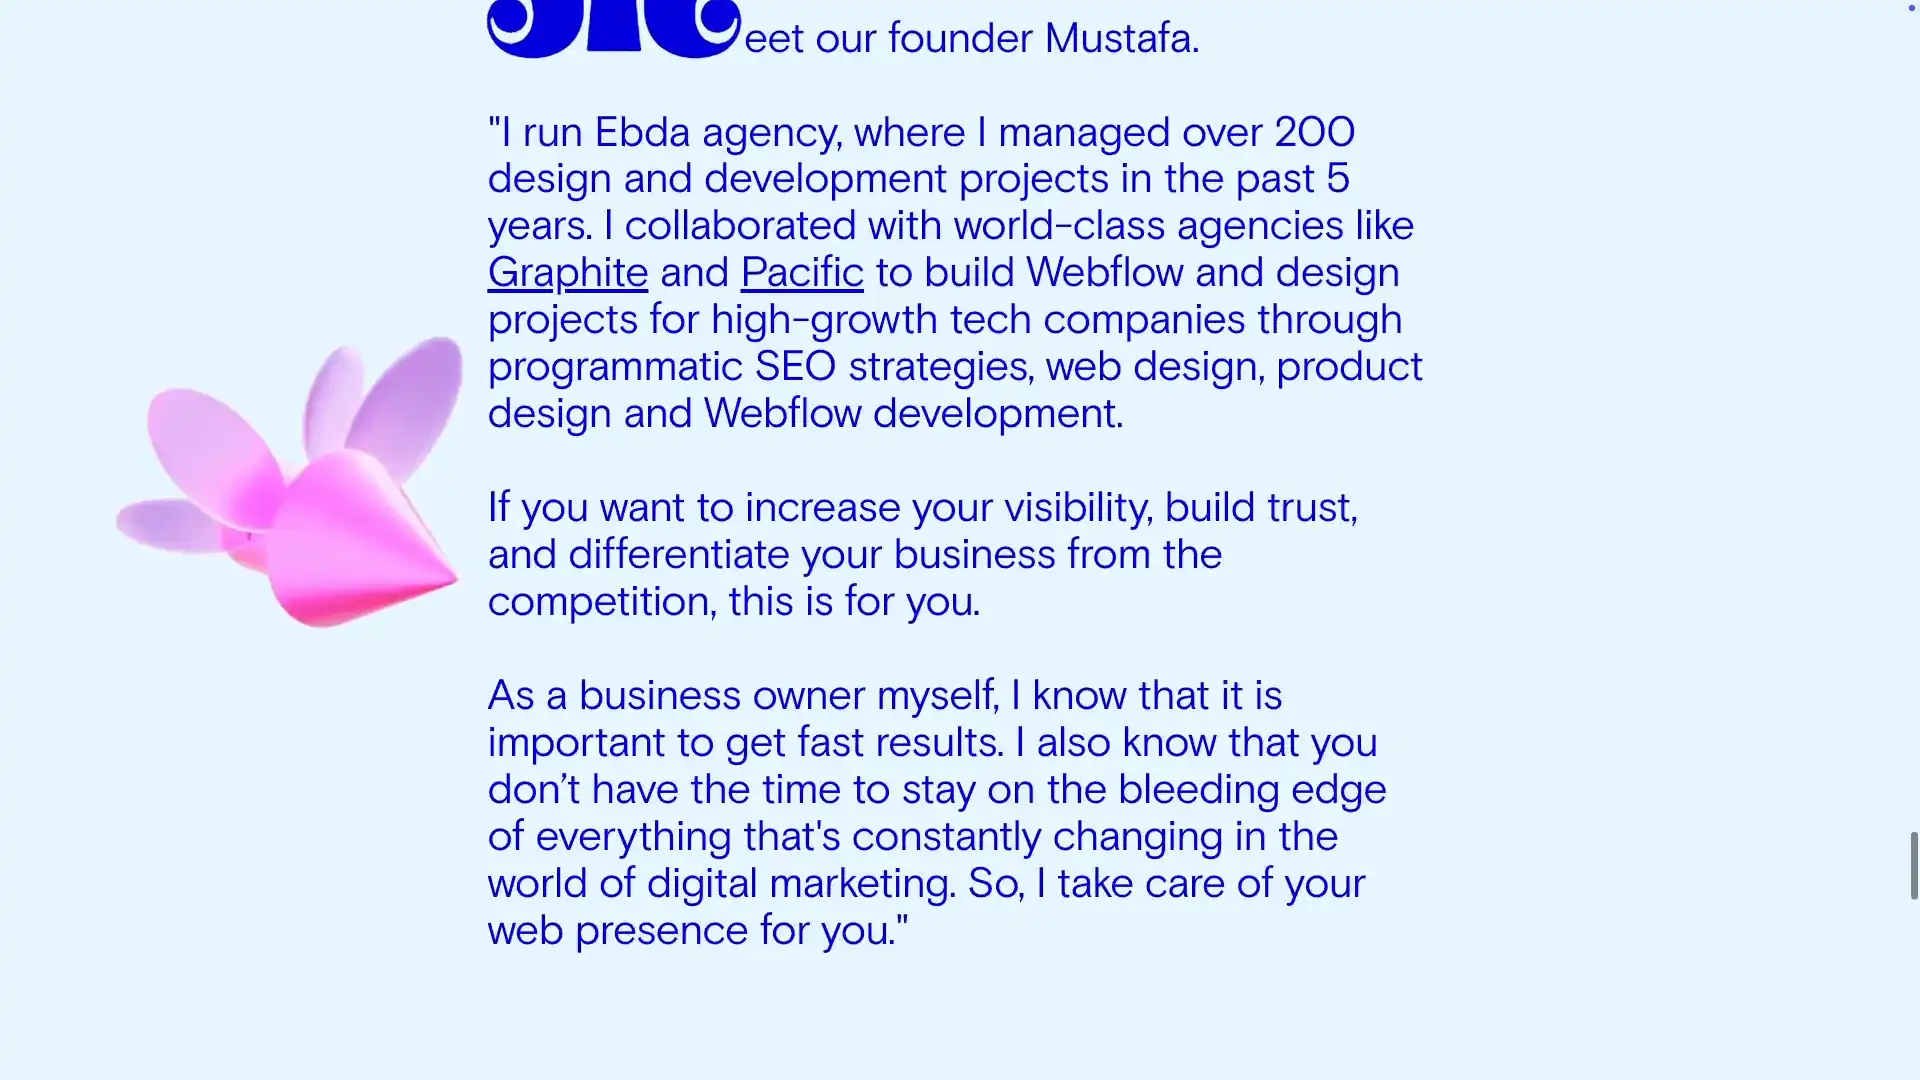 eet our founder Mustafa.
"I run Ebda agency, where I managed over 200
design and development projects in the past 5
years. I collaborated with world-class agencies like
Graphite and Pacific to build Webflow and design
projects for high-growth tech companies through
programmatic SEO strategies, web design, product
design and Webflow development.
If you want to increase your visibility, build trust,
and differentiate your business from the
competition, this is for you.
As a business owner myself, I know that it is
important to get fast results. I also know that you
don’t have the time to stay on the bleeding edge
of everything that's constantly changing in the
world of digital marketing. So, I take care of your
web presence for you."